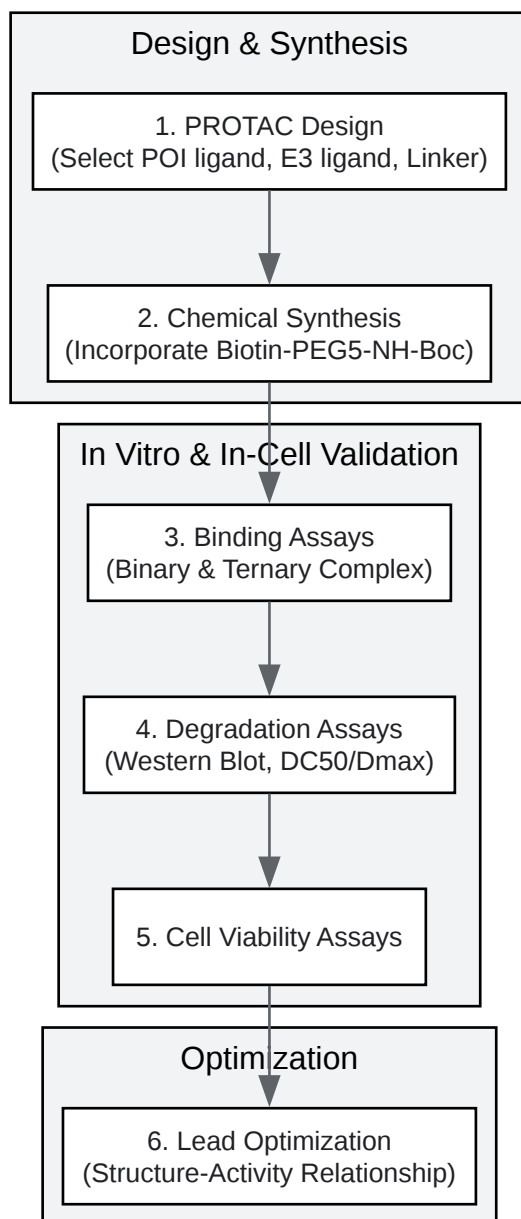 Design & Synthesis
1. PROTAC Design
(Select POI ligand, E3 ligand, Linker)
2. Chemical Synthesis
(Incorporate Biotin-PEG5-NH-Boc)
In Vitro & In-Cell Validation
3. Binding Assays
(Binary & Ternary Complex)
4. Degradation Assays
(Western Blot, DC50/Dmax)
5. Cell Viability Assays
Optimization
6. Lead Optimization
(Structure-Activity Relationship)